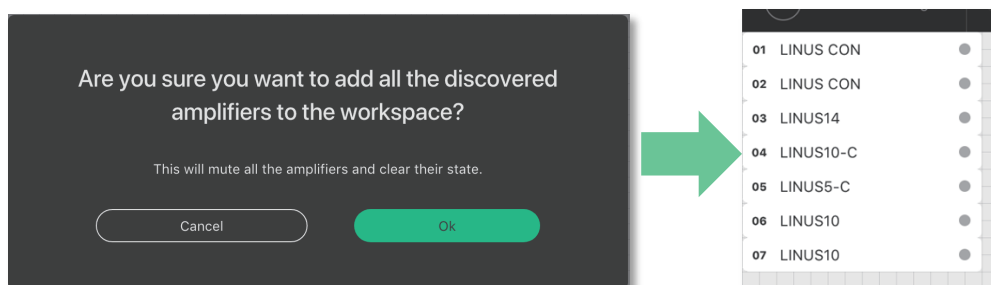 Are you sure you want to add all the discovered
amplifiers to the workspace?
This will mute all the amplifiers and clear their state.
Cancel
Ok
01 LINUS CON
02 LINUS CON
03 LINUS14
04 LINUS10-C
05 LINUS5-C
06 LINUS10
07 LINUS10